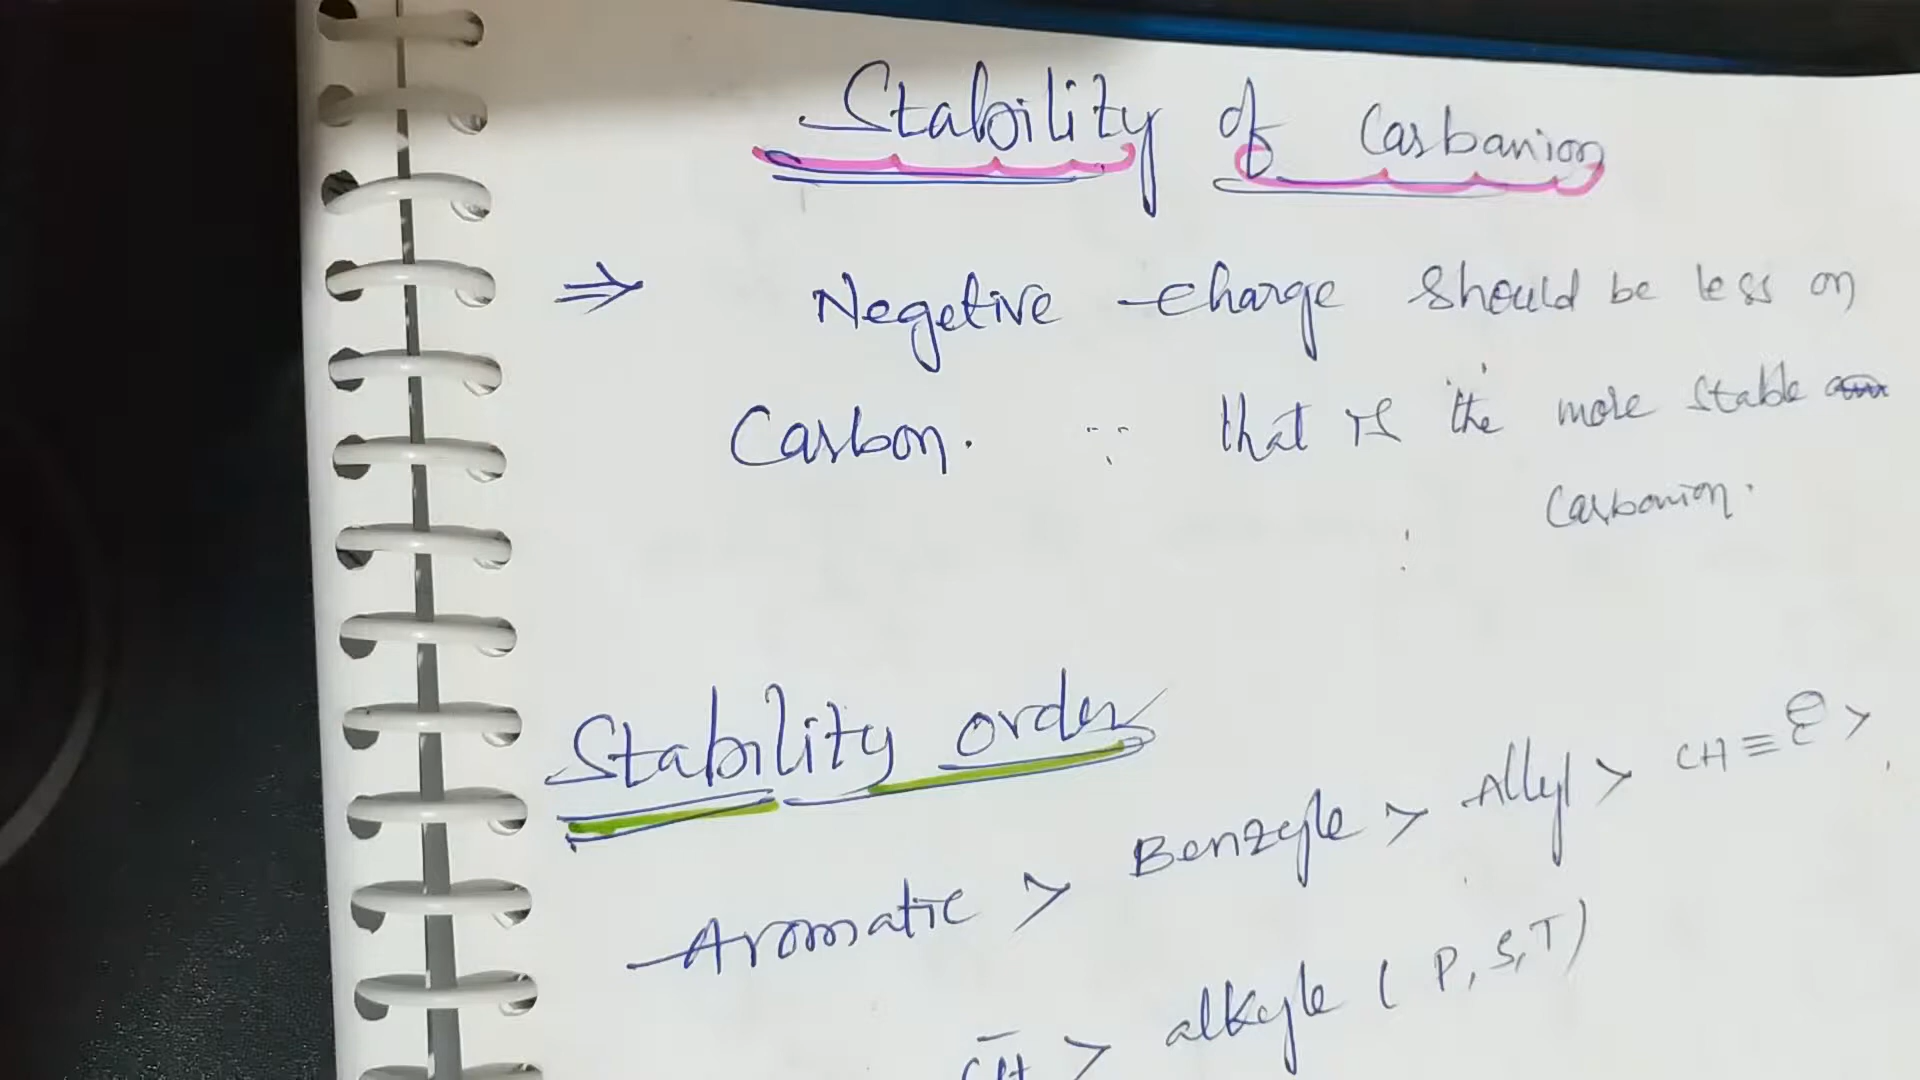 Stability of Carbanion
⇒ Negetive charge should be less on
Carbon. ∵ that is the more stable
Carbanion.
Stability order
Aromatic > Benzyle > Allyl > CH≡C̄ >
C̄H > alkyle ( P, S, T )